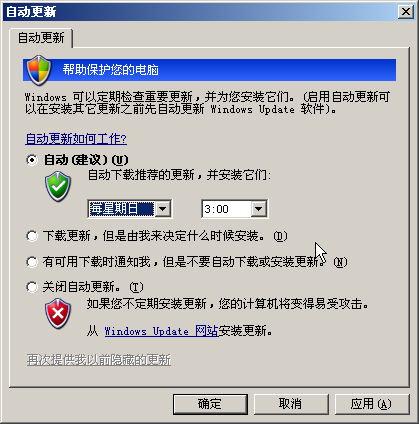 自动更新
自动更新
帮助保护您的电脑
Windows 可以定期检查重要更新，并为您安装它们。(启用自动更新可
以在安装其它更新之前先自动更新 Windows Update 软件)。
自动更新如何工作?
自动(建议)(U)
自动下载推荐的更新，并安装它们:
每星期日 3:00
下载更新，但是由我来决定什么时候安装。(D)
有可用下载时通知我，但是不要自动下载或安装更新。(N)
关闭自动更新。(T)
如果您不定期安装更新，您的计算机将变得易受攻击。
从 Windows Update 网站安装更新。
再次提供我以前隐藏的更新
确定 取消 应用(A)